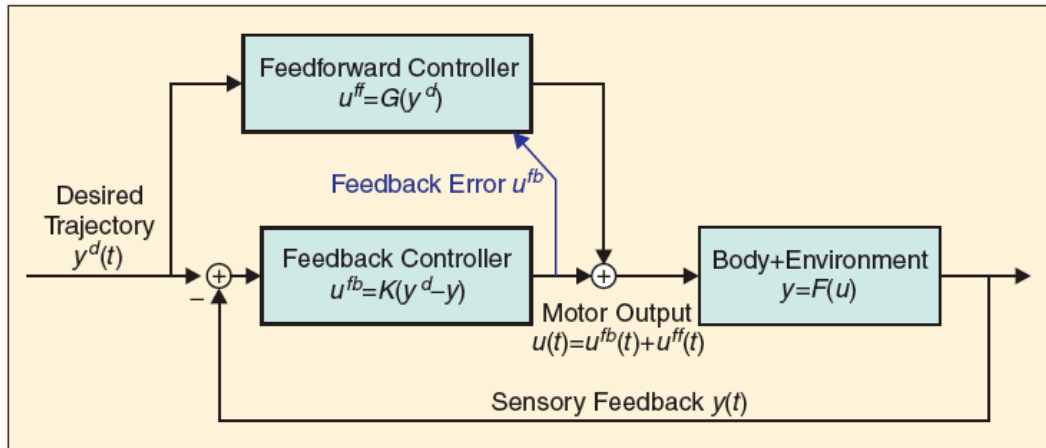 Feedforward Controller
u^ff=G(y^d)
Feedback Error u^fb
Desired
Trajectory
y^d(t)
Feedback Controller
u^fb=K(y^d–y)
+
–
+
Body+Environment
y=F(u)
Motor Output
u(t)=u^fb(t)+u^ff(t)
Sensory Feedback y(t)